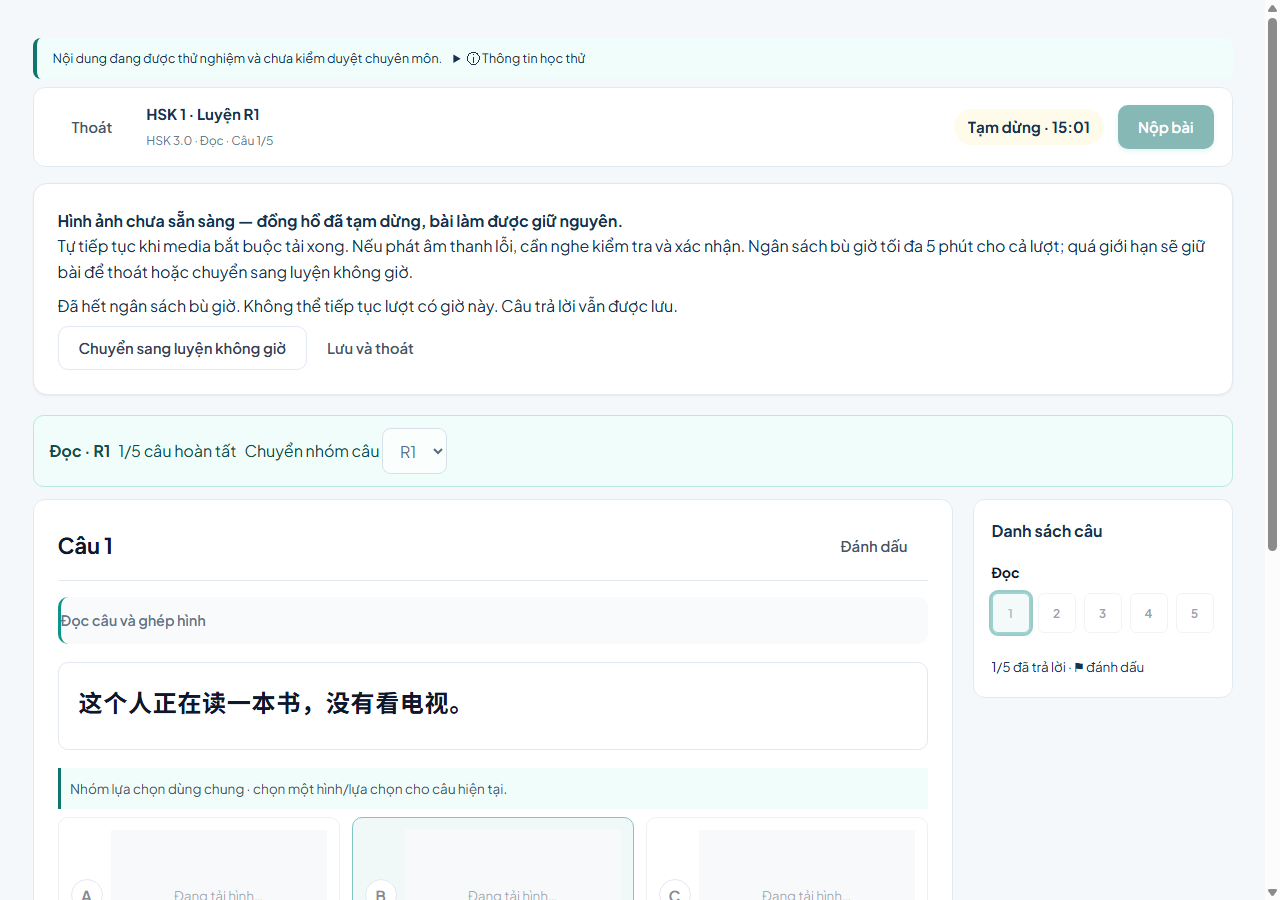 Nội dung đang được thử nghiệm và chưa kiểm duyệt chuyên môn. ▶ ⓘ Thông tin học thử
Thoát
HSK 1 · Luyện R1
HSK 3.0 · Đọc · Câu 1/5
Tạm dừng · 15:01
Nộp bài
Hình ảnh chưa sẵn sàng — đồng hồ đã tạm dừng, bài làm được giữ nguyên.
Tự tiếp tục khi media bắt buộc tải xong. Nếu phát âm thanh lỗi, cần nghe kiểm tra và xác nhận. Ngân sách bù giờ tối đa 5 phút cho cả lượt; quá giới hạn sẽ giữ
bài để thoát hoặc chuyển sang luyện không giờ.
Đã hết ngân sách bù giờ. Không thể tiếp tục lượt có giờ này. Câu trả lời vẫn được lưu.
Chuyển sang luyện không giờ
Lưu và thoát
Đọc · R1 1/5 câu hoàn tất Chuyển nhóm câu R1
Câu 1
Đánh dấu
Đọc câu và ghép hình
这个人正在读一本书，没有看电视。
Nhóm lựa chọn dùng chung · chọn một hình/lựa chọn cho câu hiện tại.
A Đang tải hình…
B Đang tải hình…
C Đang tải hình…
Danh sách câu
Đọc
1 2 3 4 5
1/5 đã trả lời · ⚑ đánh dấu